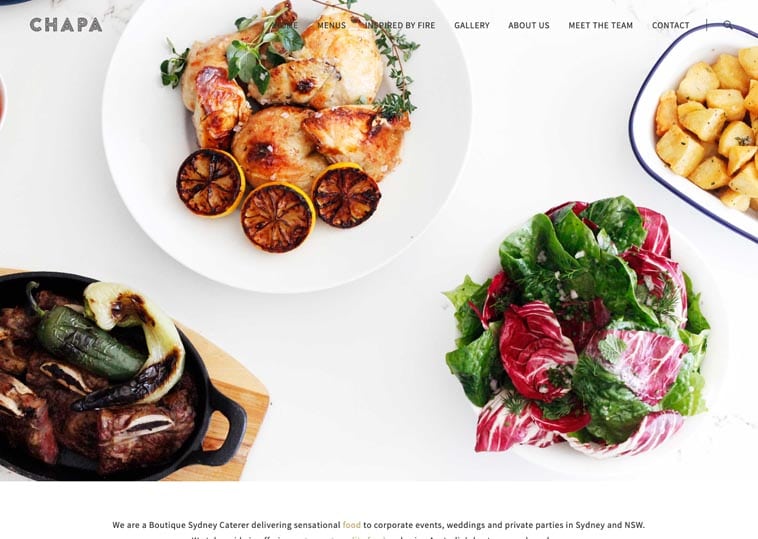 CHAPA
HOME MENUS INSPIRED BY FIRE GALLERY ABOUT US MEET THE TEAM CONTACT
We are a Boutique Sydney Caterer delivering sensational food to corporate events, weddings and private parties in Sydney and NSW.